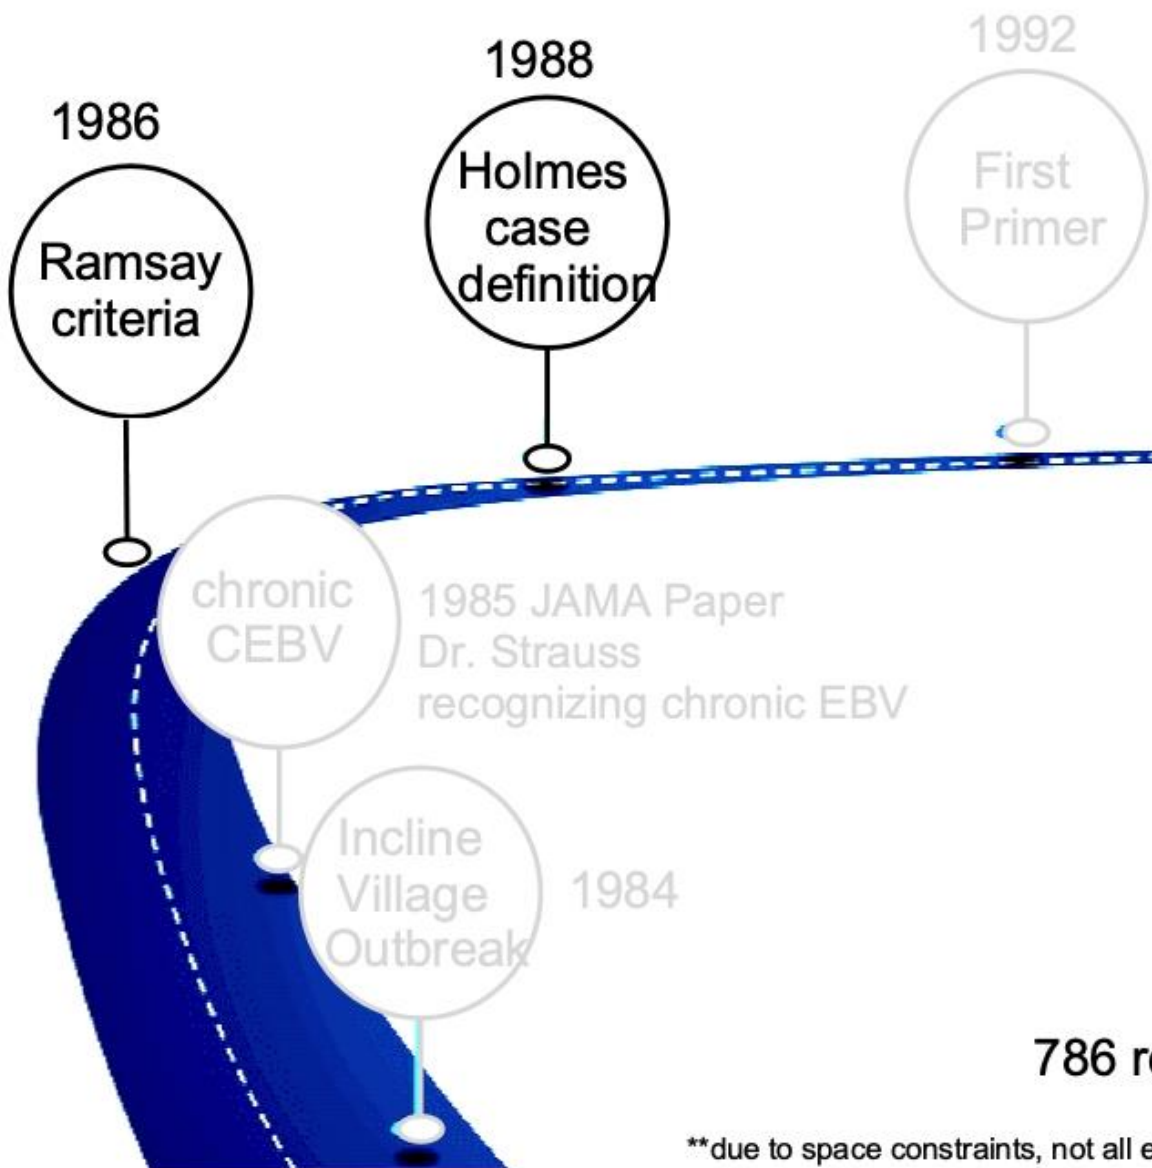 1992
1988
1986
First
Primer
Holmes
case
definition
Ramsay
criteria
chronic
CEBV
1985 JAMA Paper
Dr. Strauss
recognizing chronic EBV
Incline
Village
Outbreak
1984
786
**due to space constraints, not all